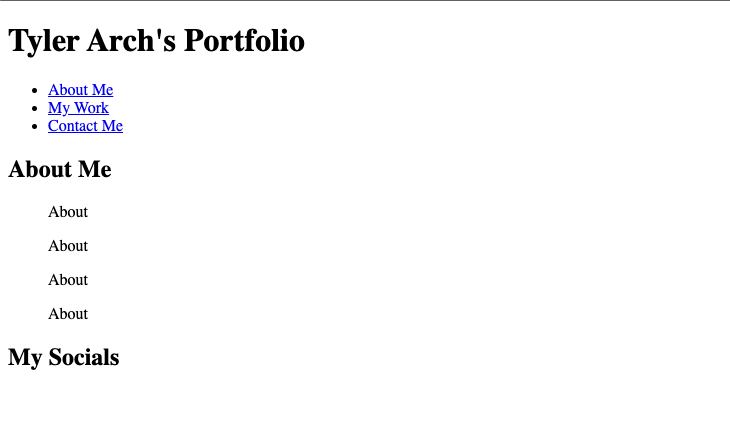 Tyler Arch's Portfolio
About Me
My Work
Contact Me
About Me
About
About
About
About
My Socials